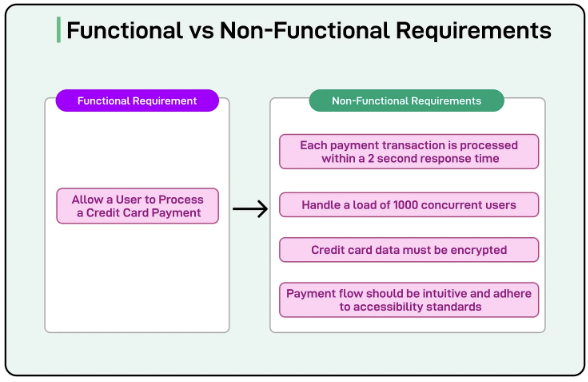 Functional vs Non-Functional Requirements
Functional Requirement
Allow a User to Process
a Credit Card Payment
Non-Functional Requirements
Each payment transaction is processed
within a 2 second response time
Handle a load of 1000 concurrent users
Credit card data must be encrypted
Payment flow should be intuitive and adhere
to accessibility standards